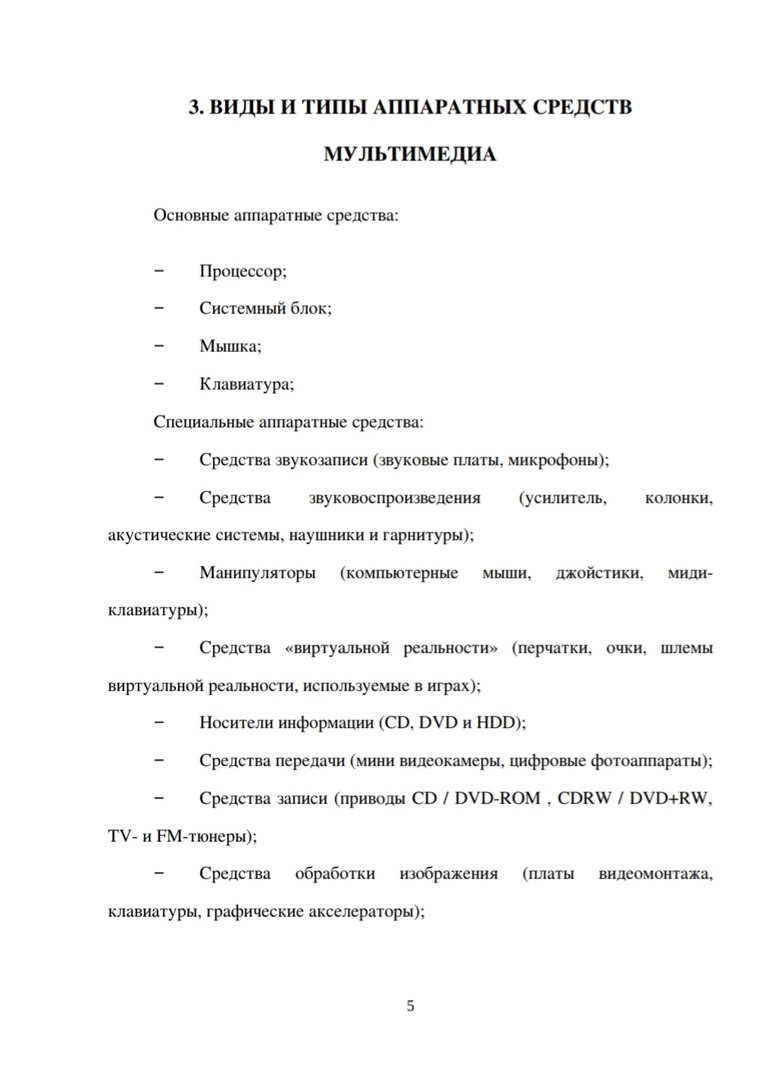 3. ВИДЫ И ТИПЫ АППАРАТНЫХ СРЕДСТВ
МУЛЬТИМЕДИА
Основные аппаратные средства:
− Процессор;
− Системный блок;
− Мышка;
− Клавиатура;
Специальные аппаратные средства:
− Средства звукозаписи (звуковые платы, микрофоны);
− Средства звуковоспроизведения (усилитель, колонки,
акустические системы, наушники и гарнитуры);
− Манипуляторы (компьютерные мыши, джойстики, миди-
клавиатуры);
− Средства «виртуальной реальности» (перчатки, очки, шлемы
виртуальной реальности, используемые в играх);
− Носители информации (CD, DVD и HDD);
− Средства передачи (мини видеокамеры, цифровые фотоаппараты);
− Средства записи (приводы CD / DVD-ROM , CDRW / DVD+RW,
TV- и FM-тюнеры);
− Средства обработки изображения (платы видеомонтажа,
клавиатуры, графические акселераторы);
5